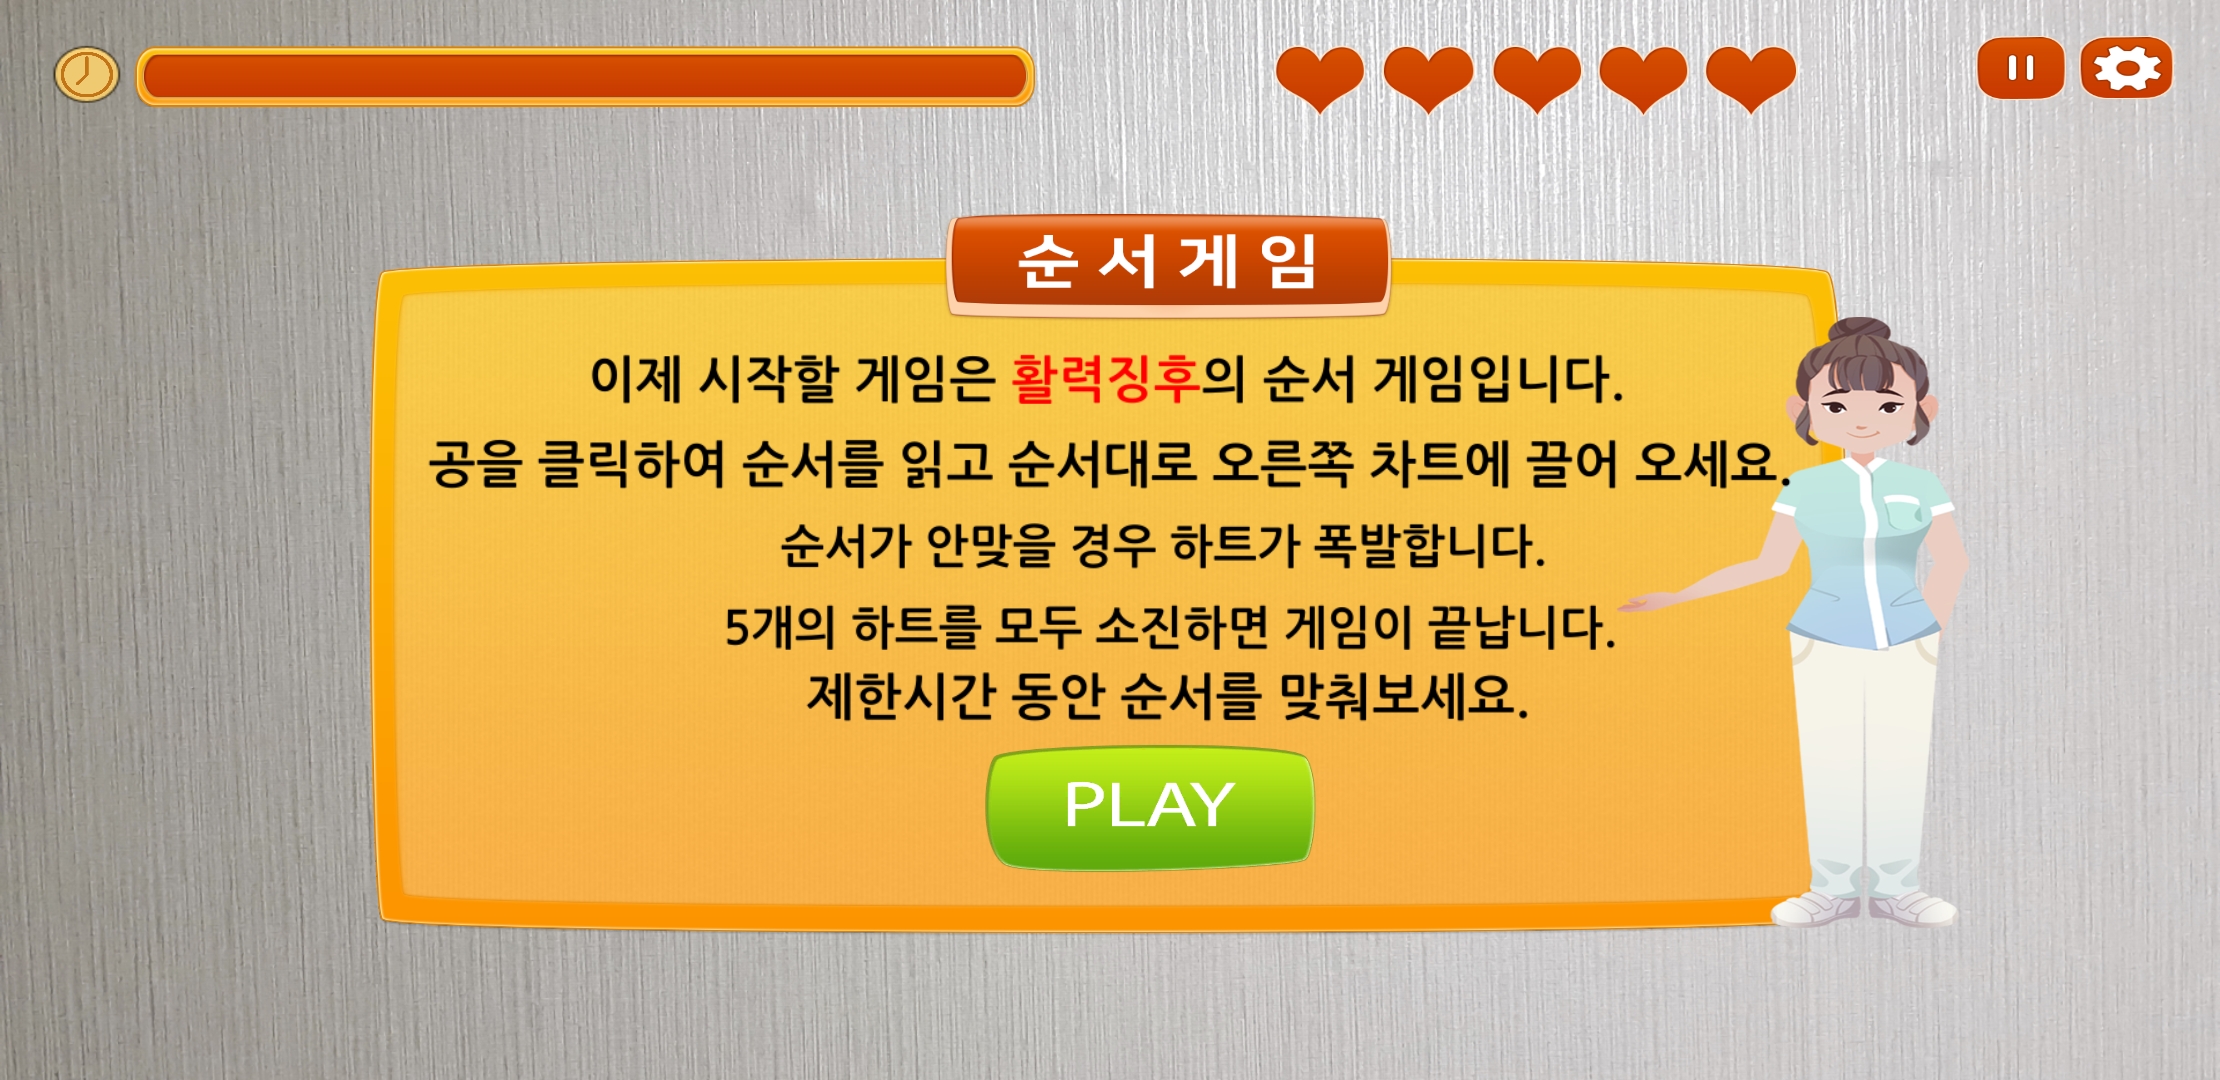 순서게임
이제 시작할 게임은 활력징후의 순서 게임입니다.
공을 클릭하여 순서를 읽고 순서대로 오른쪽 차트에 끌어 오세요.
순서가 안맞을 경우 하트가 폭발합니다.
5개의 하트를 모두 소진하면 게임이 끝납니다.
제한시간 동안 순서를 맞춰보세요.
PLAY